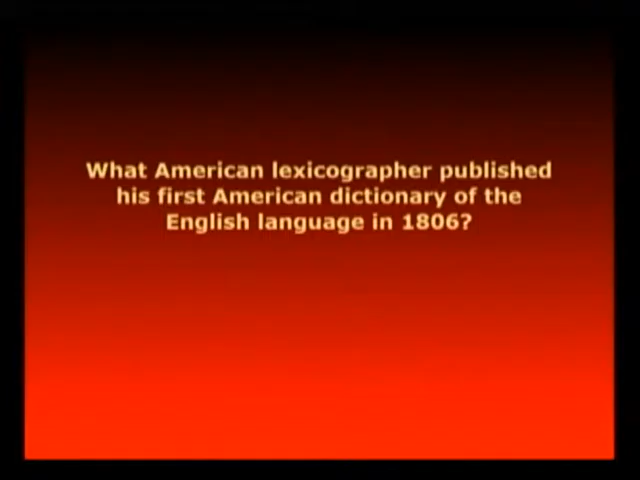 What American lexicographer published
his first American dictionary of the
English language in 1806?